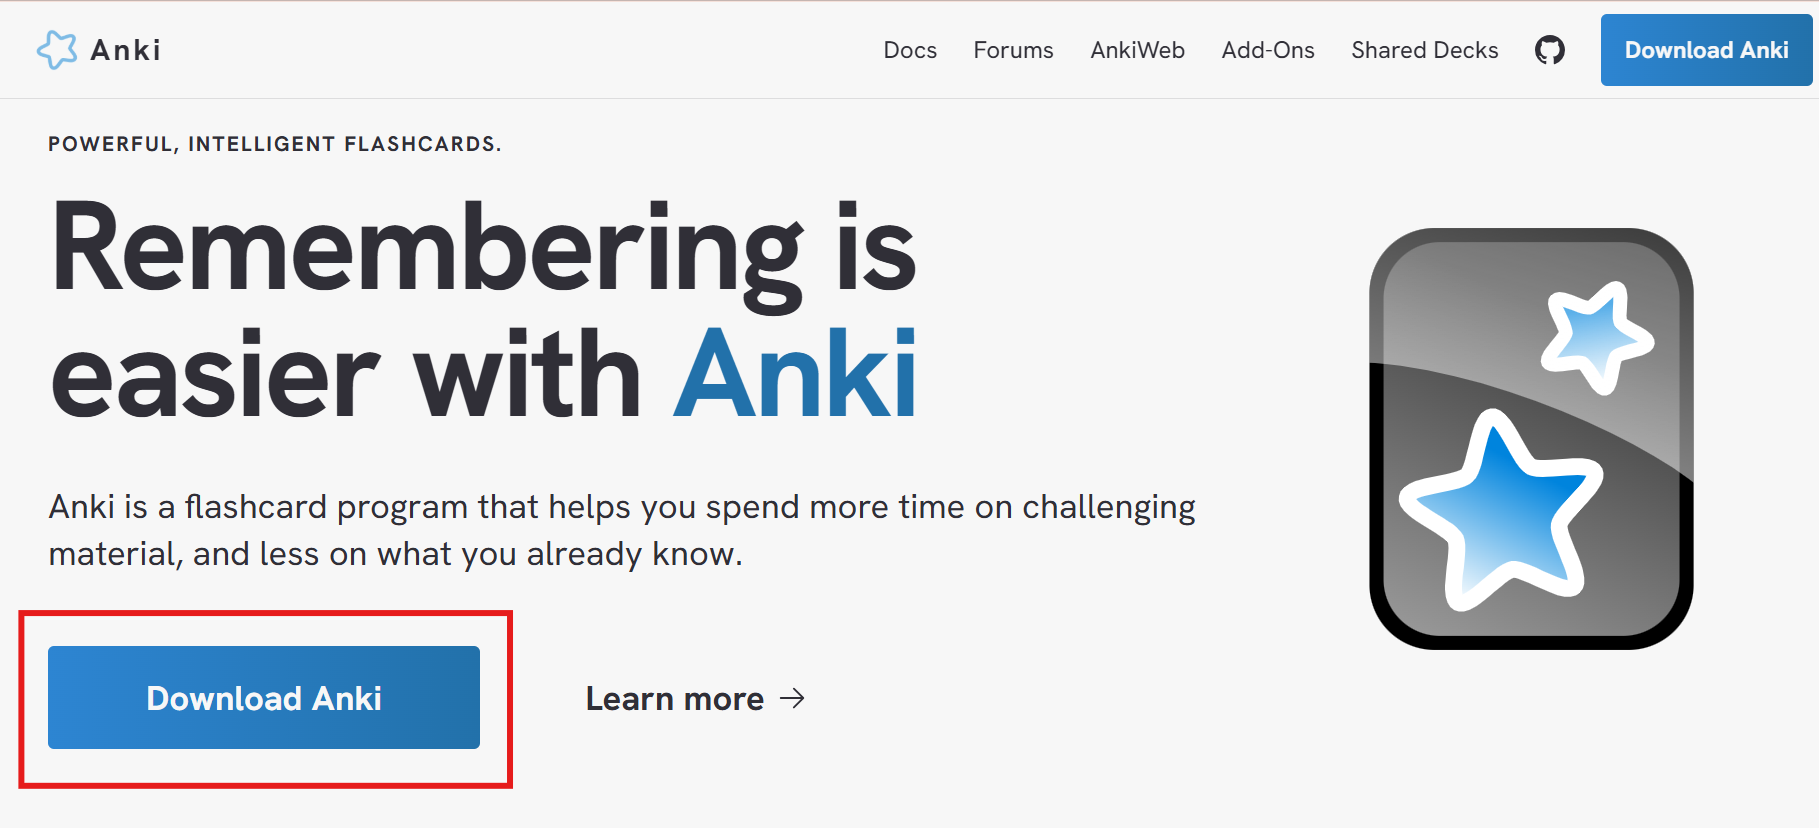 Anki
Docs
Forums
AnkiWeb
Add-Ons
Shared Decks
Download Anki
POWERFUL, INTELLIGENT FLASHCARDS.
Remembering is
easier with Anki
Anki is a flashcard program that helps you spend more time on challenging
material, and less on what you already know.
Download Anki
Learn more →